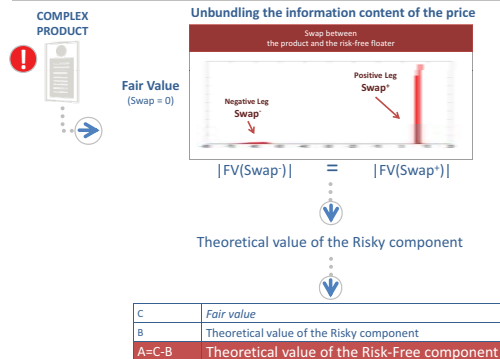 COMPLEX
PRODUCT
Unbundling the information content of the price
Swap between
the product and the risk-free floater
!
Fair Value
(Swap = 0)
Positive Leg
Swap⁺
Negative Leg
Swap⁻
|FV(Swap⁻)| = |FV(Swap⁺)|
Theoretical value of the Risky component
C Fair value
B Theoretical value of the Risky component
A=C-B Theoretical value of the Risk-Free component